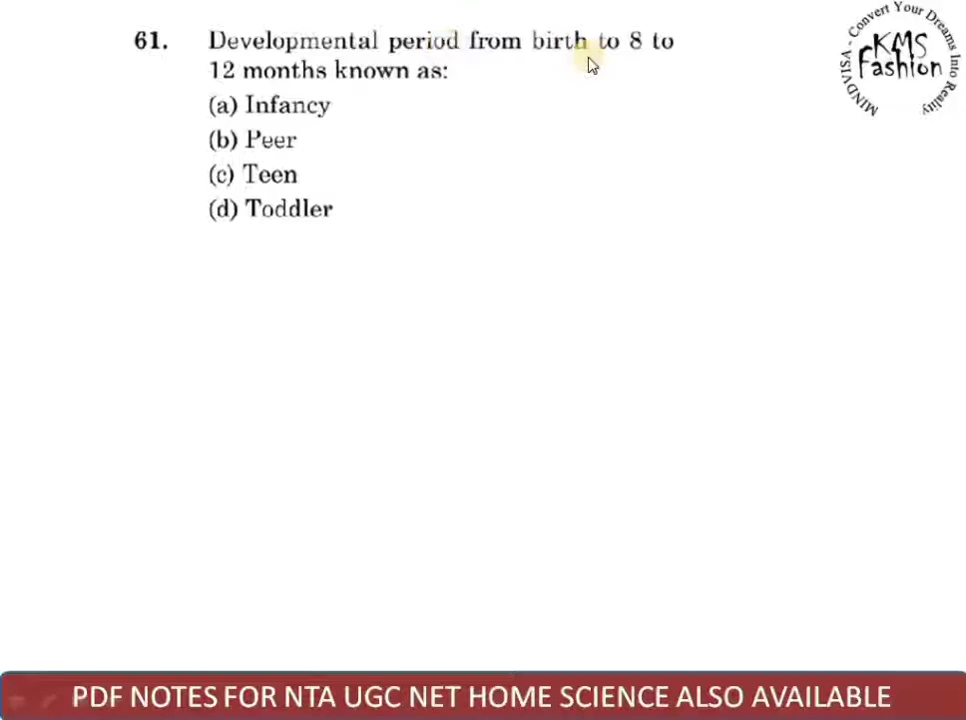 61. Developmental period from birth to 8 to
12 months known as:
(a) Infancy
(b) Peer
(c) Teen
(d) Toddler
MINDVISA - Convert Your Dreams Into Reality
KMS
Fashion
PDF NOTES FOR NTA UGC NET HOME SCIENCE ALSO AVAILABLE